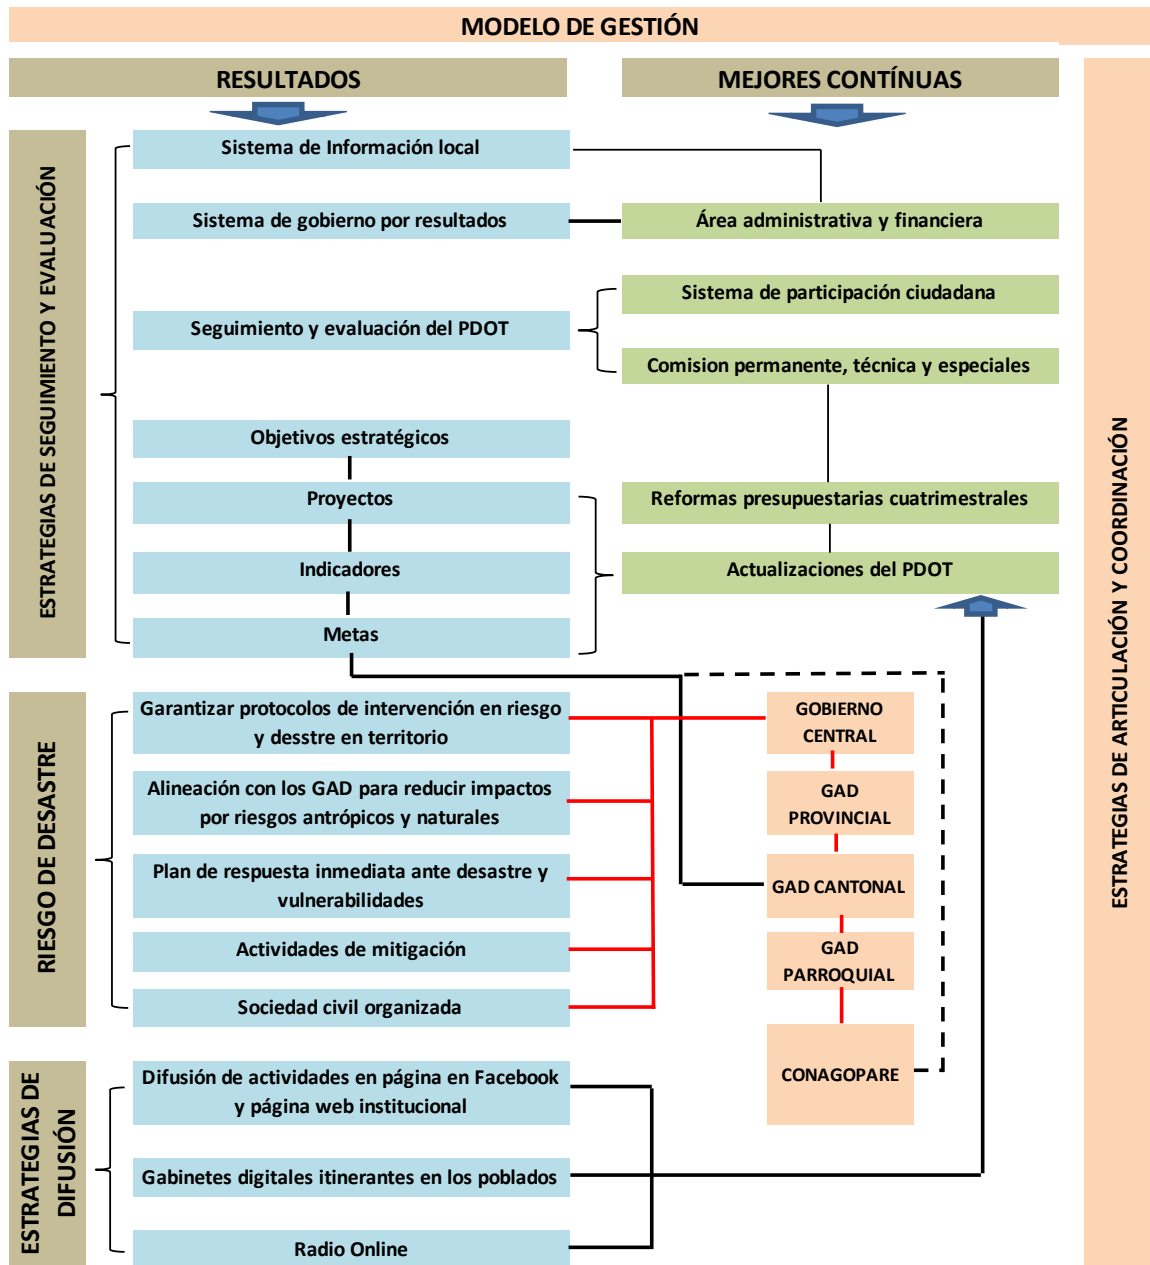 MODELO DE GESTIÓN
RESULTADOS
MEJORES CONTÍNUAS
ESTRATEGIAS DE SEGUIMIENTO Y EVALUACIÓN
Sistema de Información local
Sistema de gobierno por resultados
Área administrativa y financiera
Sistema de participación ciudadana
Seguimiento y evaluación del PDOT
Comision permanente, técnica y especiales
Objetivos estratégicos
Proyectos
Reformas presupuestarias cuatrimestrales
Indicadores
Actualizaciones del PDOT
Metas
ESTRATEGIAS DE ARTICULACIÓN Y COORDINACIÓN
RIESGO DE DESASTRE
Garantizar protocolos de intervención en riesgo
y desstre en territorio
Alineación con los GAD para reducir impactos
por riesgos antrópicos y naturales
Plan de respuesta inmediata ante desastre y
vulnerabilidades
Actividades de mitigación
Sociedad civil organizada
GOBIERNO
CENTRAL
GAD
PROVINCIAL
GAD CANTONAL
GAD
PARROQUIAL
CONAGOPARE
ESTRATEGIAS DE
DIFUSIÓN
Difusión de actividades en página en Facebook
y página web institucional
Gabinetes digitales itinerantes en los poblados
Radio Online